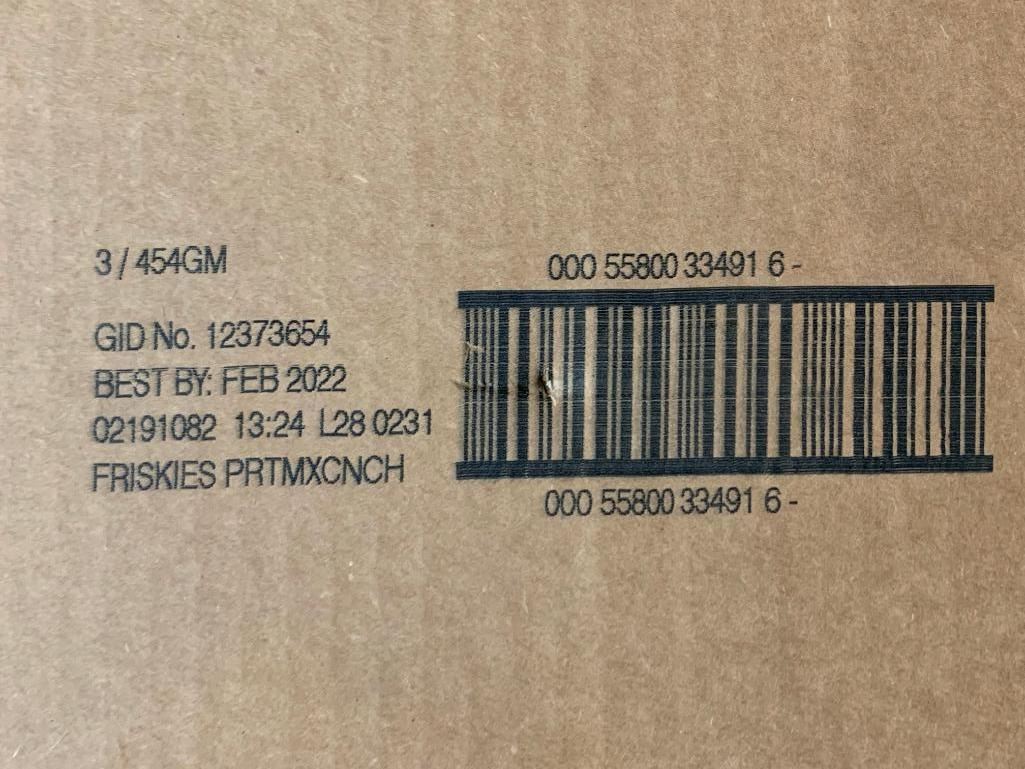 3 / 454GM
GID No. 12373654
BEST BY: FEB 2022
02191082 13:24 L28 0231
FRISKIES PRTMXCNCH
000 55800 33491 6 -
000 55800 33491 6 -